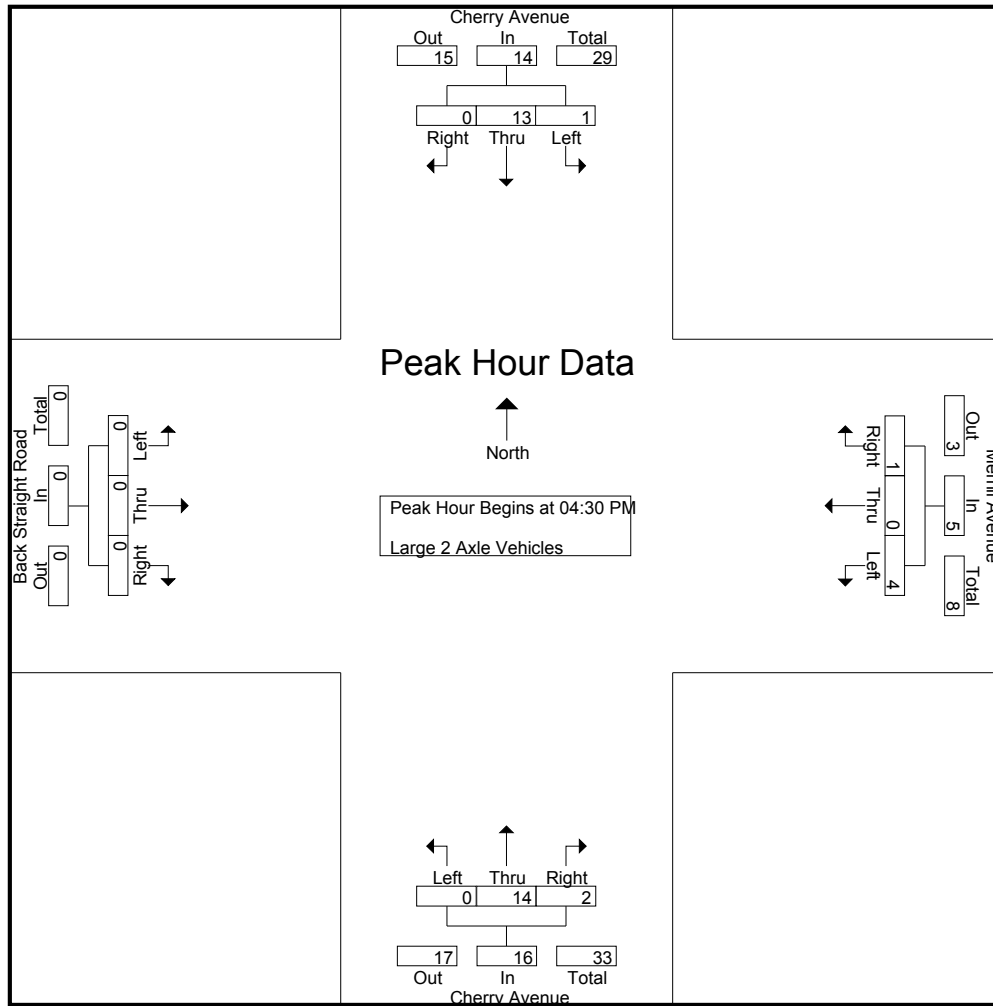 Cherry Avenue
Out In Total
15 14 29
0 13 1
Right Thru Left
Peak Hour Data
North
Peak Hour Begins at 04:30 PM
Large 2 Axle Vehicles
Back Straight Road
Total In Out
0 0 0
0 0 0
Left Thru Right
Right Thru Left
1 0 4
Out In Total
3 5 8
Avenue
Left Thru Right
0 14 2
17 16 33
Out In Total
Cherry Avenue